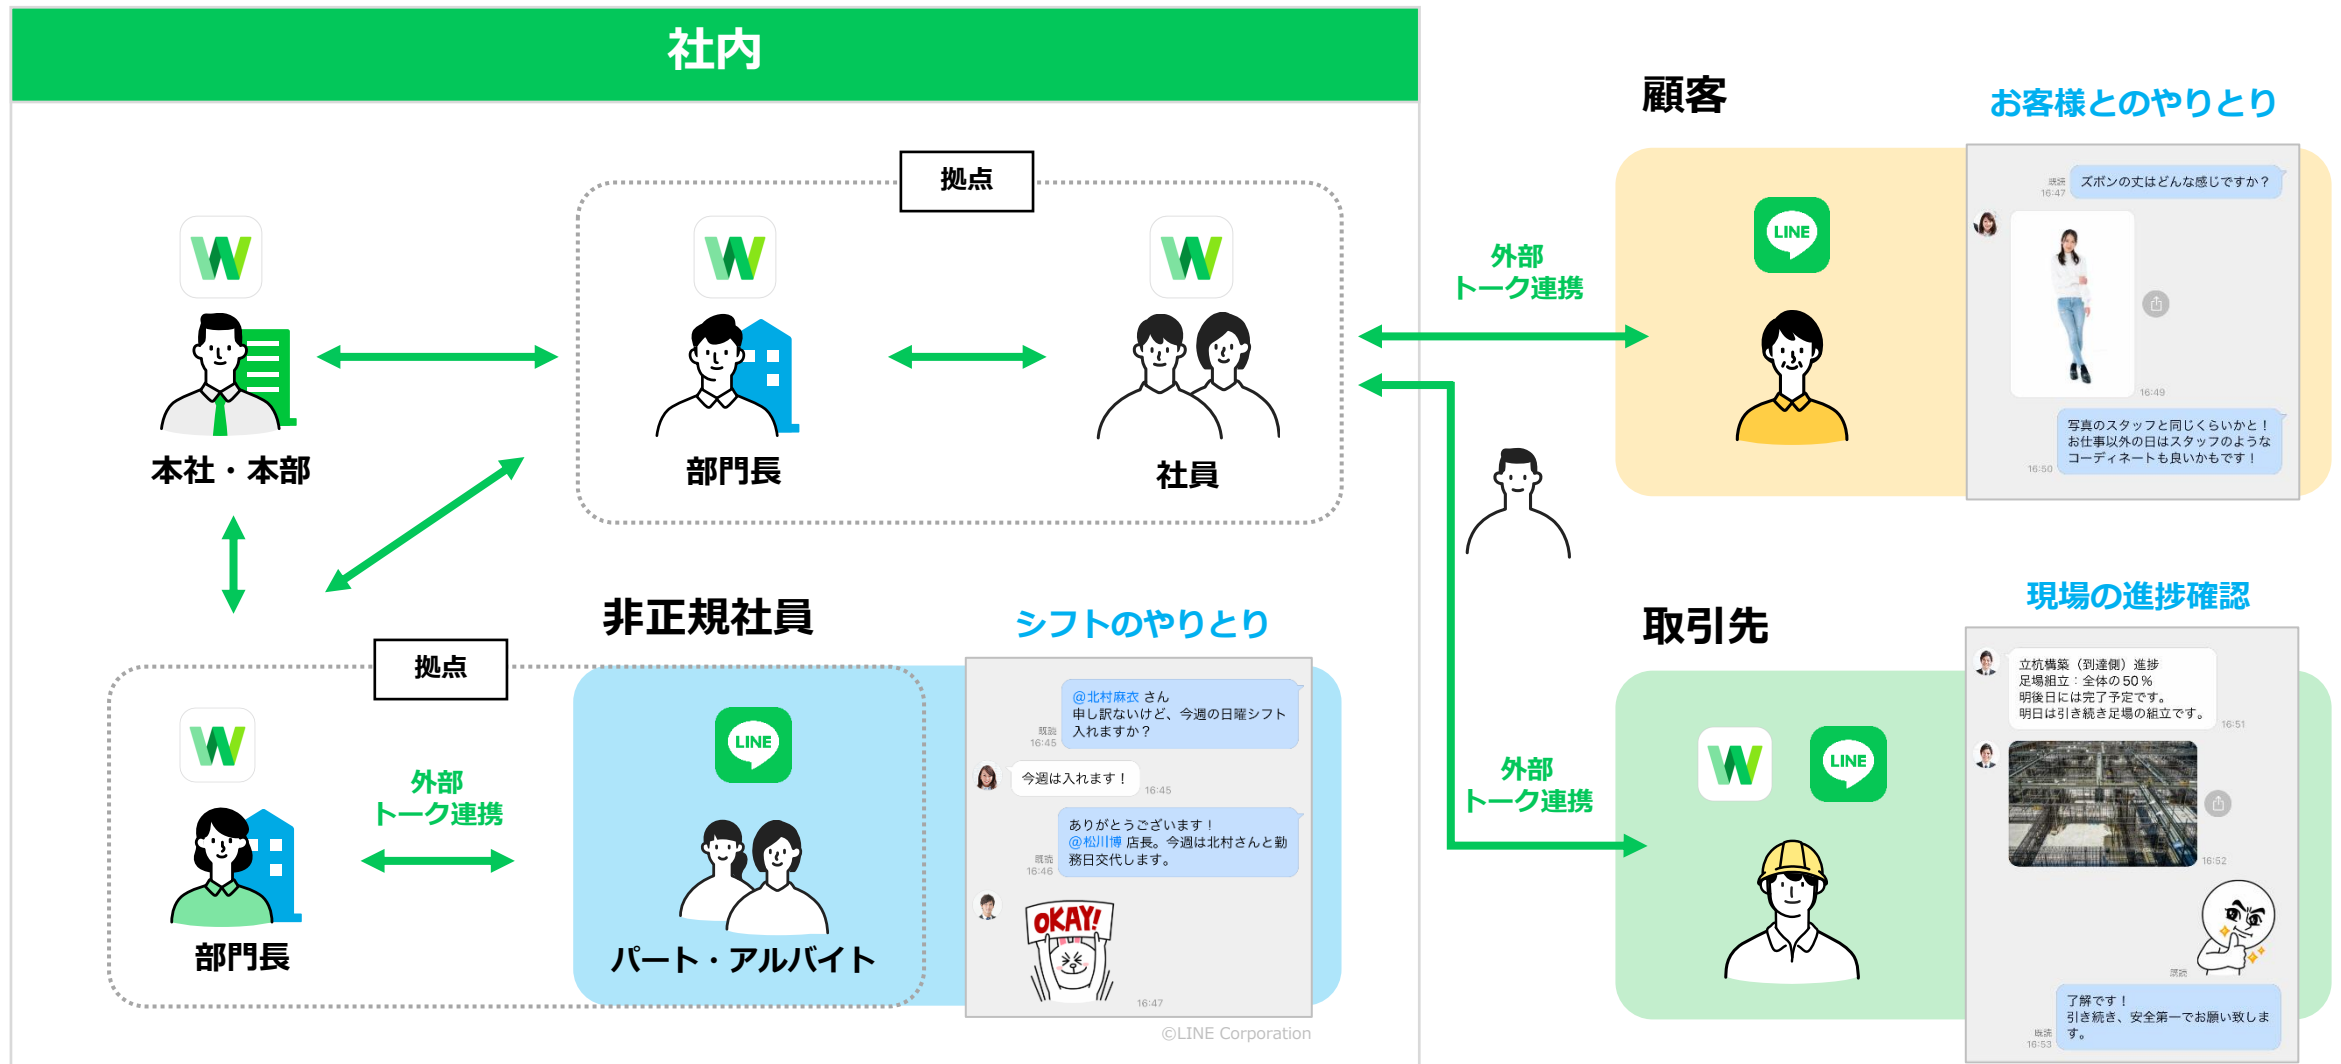 社内
拠点
本社・本部
部門長
社員
外部
トーク連携
顧客
お客様とのやりとり
LINE
既読
16:47
ズボンの丈はどんな感じですか？
16:49
写真のスタッフと同じくらいかと！
お仕事以外の日はスタッフのような
コーディネートも良いかもです！
16:50
拠点
部門長
外部
トーク連携
非正規社員
LINE
パート・アルバイト
シフトのやりとり
@北村麻衣 さん
申し訳ないけど、今週の日曜シフト
入れますか？
既読
16:45
今週は入れます！
16:45
ありがとうございます！
@松川博 店長。今週は北村さんと勤
務日交代します。
既読
16:46
OKAY!
16:47
©LINE Corporation
外部
トーク連携
取引先
LINE
現場の進捗確認
立杭構築（到達側）進捗
足場組立：全体の50％
明後日には完了予定です。
明日は引き続き足場の組立です。
16:51
16:52
既読
了解です！
引き続き、安全第一でお願い致しま
す。
既読
16:53